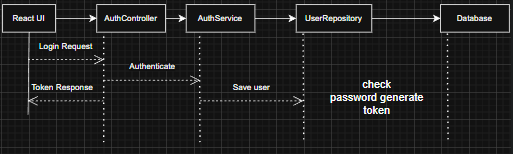 React UI
AuthController
AuthService
UserRepository
Database
Login Request
Authenticate
Token Response
Save user
check
password generate
token